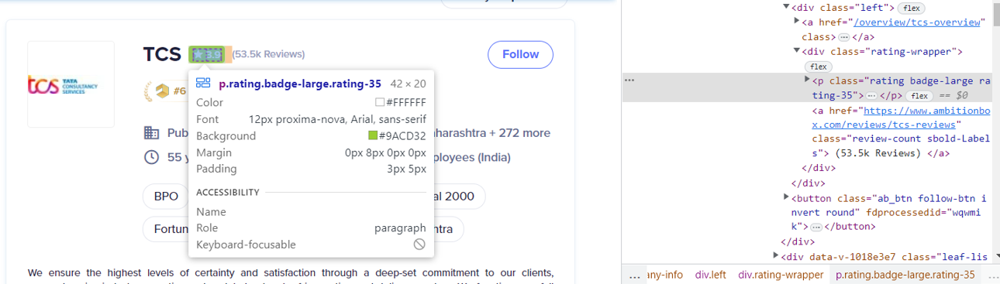 TCS
3.9
(53.5k Reviews)
Follow
tcs TATA
CONSULTANCY
SERVICES
#6
Pub
harashtra + 272 more
55 y
ployees (India)
BPO
al 2000
Fortun
tra
We ensure the highest levels of certainty and satisfaction through a deep-set commitment to our clients,
p.rating.badge-large.rating-35 42 × 20
Color #FFFFFF
Font 12px proxima-nova, Arial, sans-serif
Background #9ACD32
Margin 0px 8px 0px 0px
Padding 3px 5px
ACCESSIBILITY
Name
Role paragraph
Keyboard-focusable
<div class="left"> flex
<a href="/overview/tcs-overview"
class> … </a>
<div class="rating-wrapper">
flex
<p class="rating badge-large ra
ting-35"> … </p> flex == $0
<a href="https://www.ambitionbo
x.com/reviews/tcs-reviews"
class="review-count sbold-Label
s"> (53.5k Reviews) </a>
</div>
</div>
<button class="ab_btn follow-btn i
nvert round" fdprocessedid="wqwmi
k"> … </button>
</div>
<div data-v-1018e3e7 class="leaf-lis
... any-info div.left div.rating-wrapper p.rating.badge-large.rating-35 ...